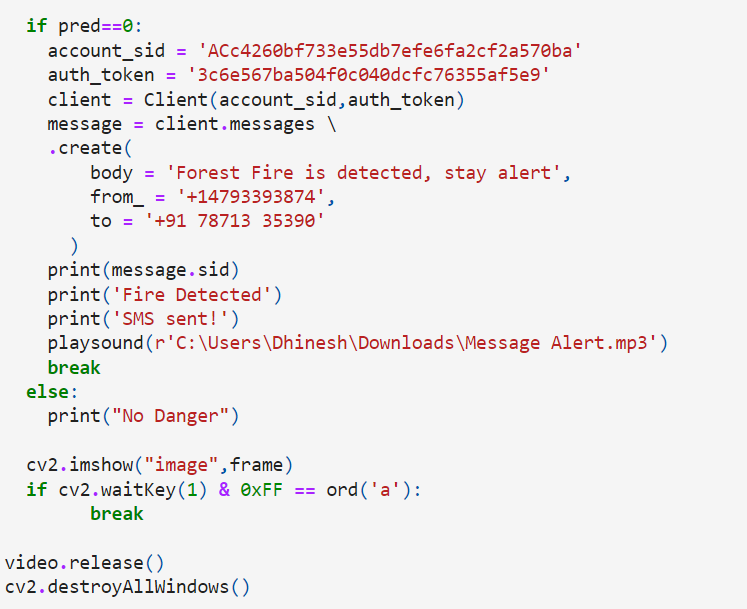 if pred==0:
account_sid = 'ACc4260bf733e55db7efe6fa2cf2a570ba'
auth_token = '3c6e567ba504f0c040dcfc76355af5e9'
client = Client(account_sid,auth_token)
message = client.messages \
.create(
body = 'Forest Fire is detected, stay alert',
from_ = '+14793393874',
to = '+91 78713 35390'
)
print(message.sid)
print('Fire Detected')
print('SMS sent!')
playsound(r'C:\Users\Dhinesh\Downloads\Message Alert.mp3')
break
else:
print("No Danger")
cv2.imshow("image",frame)
if cv2.waitKey(1) & 0xFF == ord('a'):
break
video.release()
cv2.destroyAllWindows()